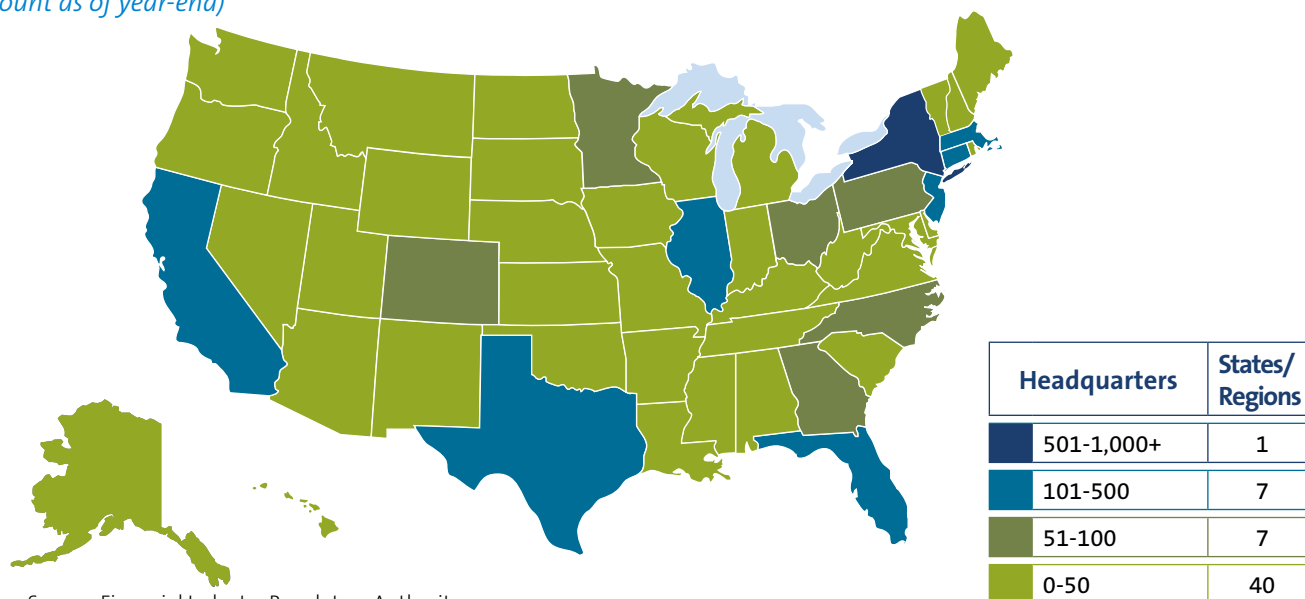 as of year-end)
Headquarters States/
Regions
501-1,000+ 1
101-500 7
51-100 7
0-50 40